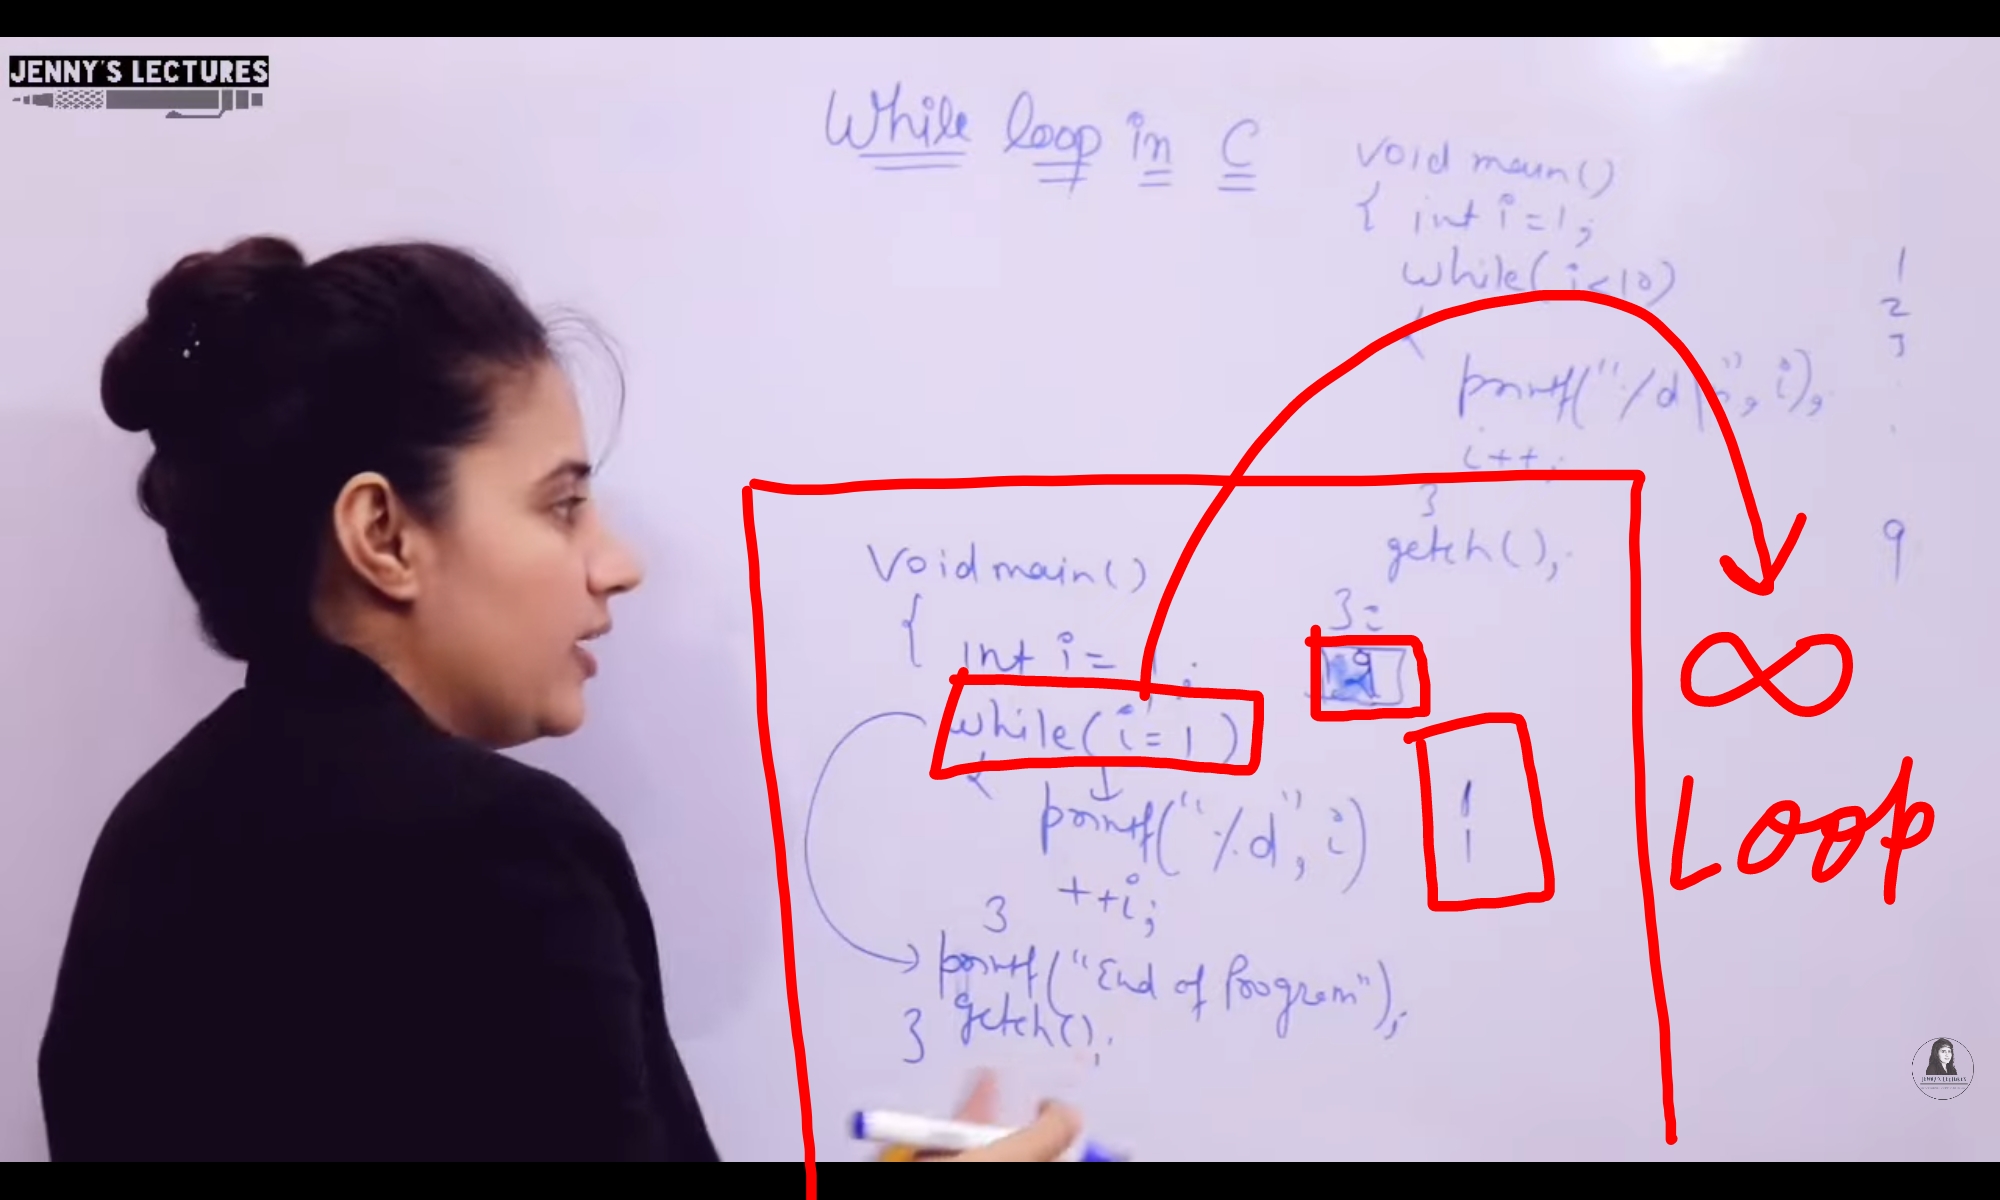 JENNY'S LECTURES
While loop in C
void main()
{ int i=1;
while(i<10)
{
printf("%d\n", i);
i++;
}
getch();
}
1
2
3
.
.
9
void main()
{ int i=1;
while(i=1)
{
printf("%d", i)
++i;
}
printf("End of Program");
getch();
}
1
1
∞
Loop